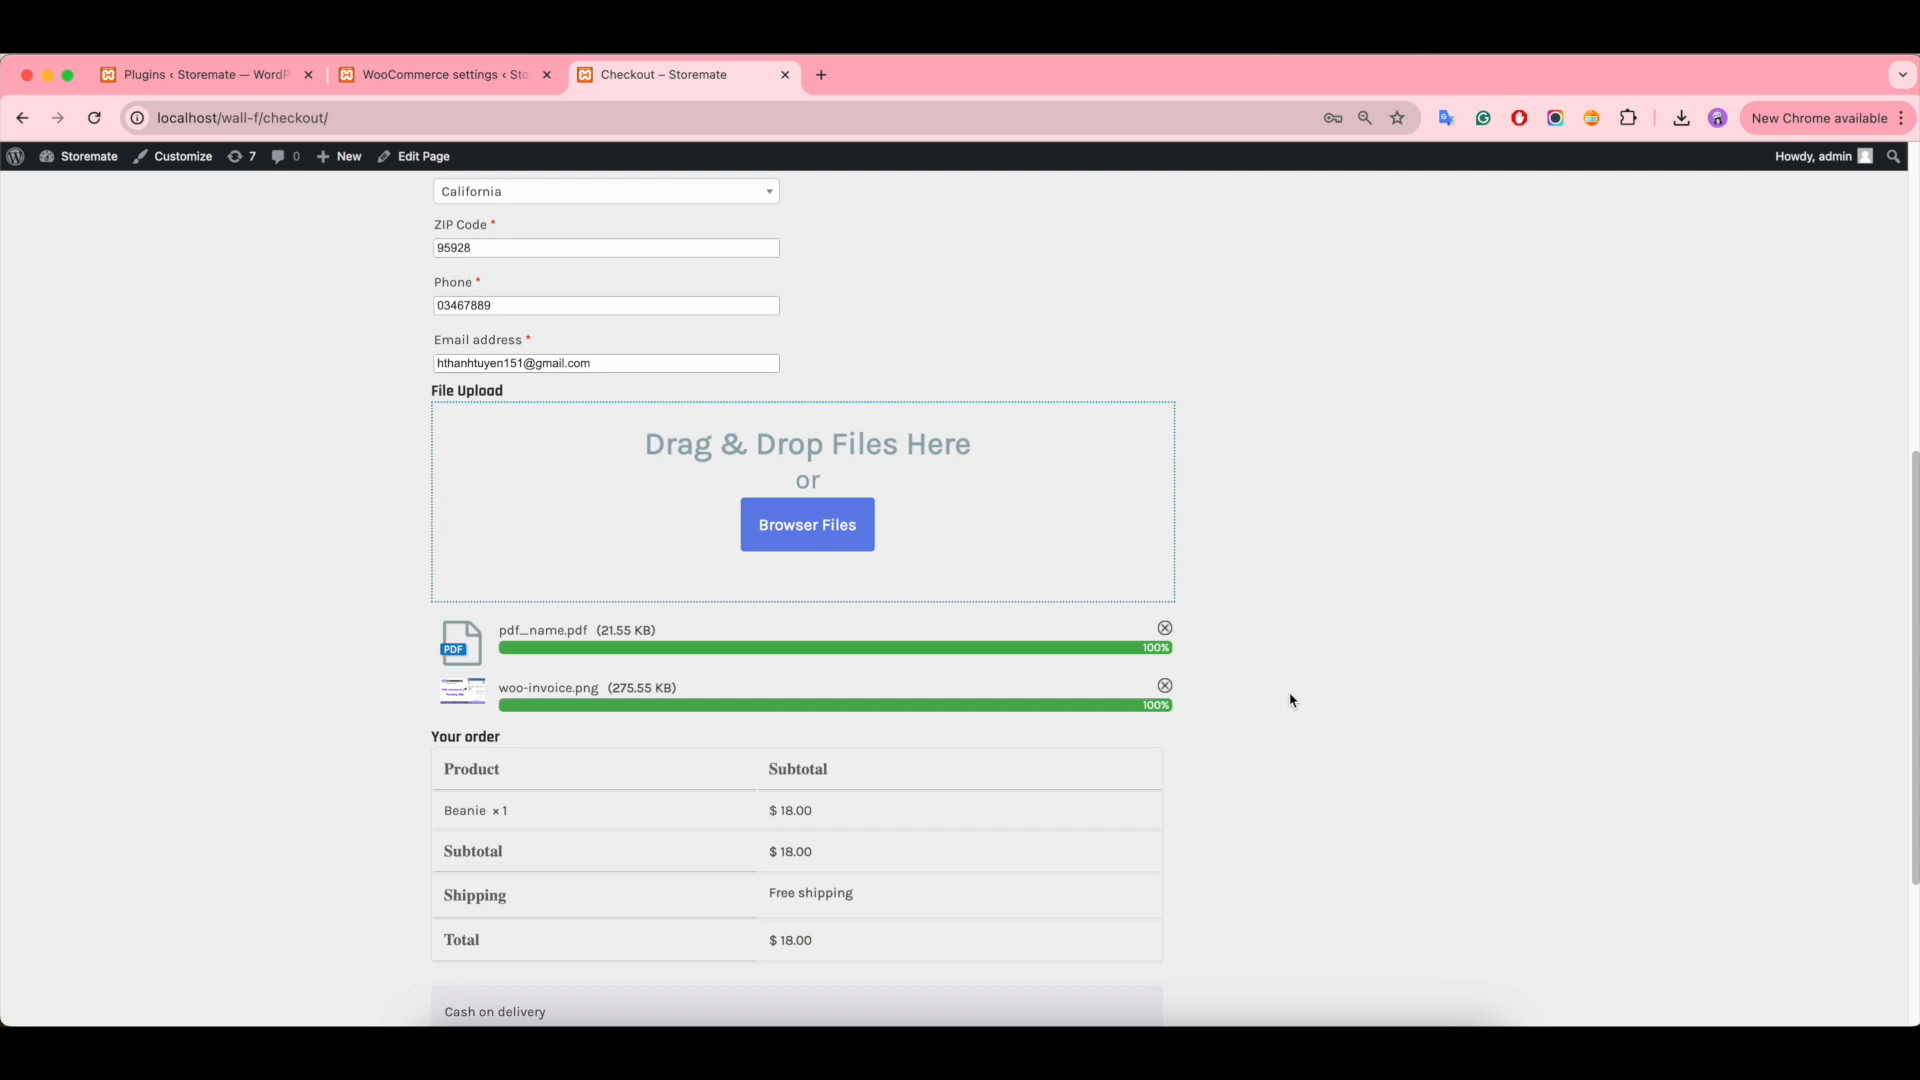 Plugins ‹ Storemate — WordP
WooCommerce settings ‹ Sto
Checkout – Storemate
localhost/wall-f/checkout/
New Chrome available
Storemate
Customize
7
0
New
Edit Page
Howdy, admin
California
ZIP Code *
95928
Phone *
03467889
Email address *
hthanhtuyen151@gmail.com
File Upload
Drag & Drop Files Here
or
Browser Files
pdf_name.pdf (21.55 KB)
PDF
100%
woo-invoice.png (275.55 KB)
100%
Your order
Product Subtotal
Beanie × 1 $ 18.00
Subtotal $ 18.00
Shipping Free shipping
Total $ 18.00
Cash on delivery